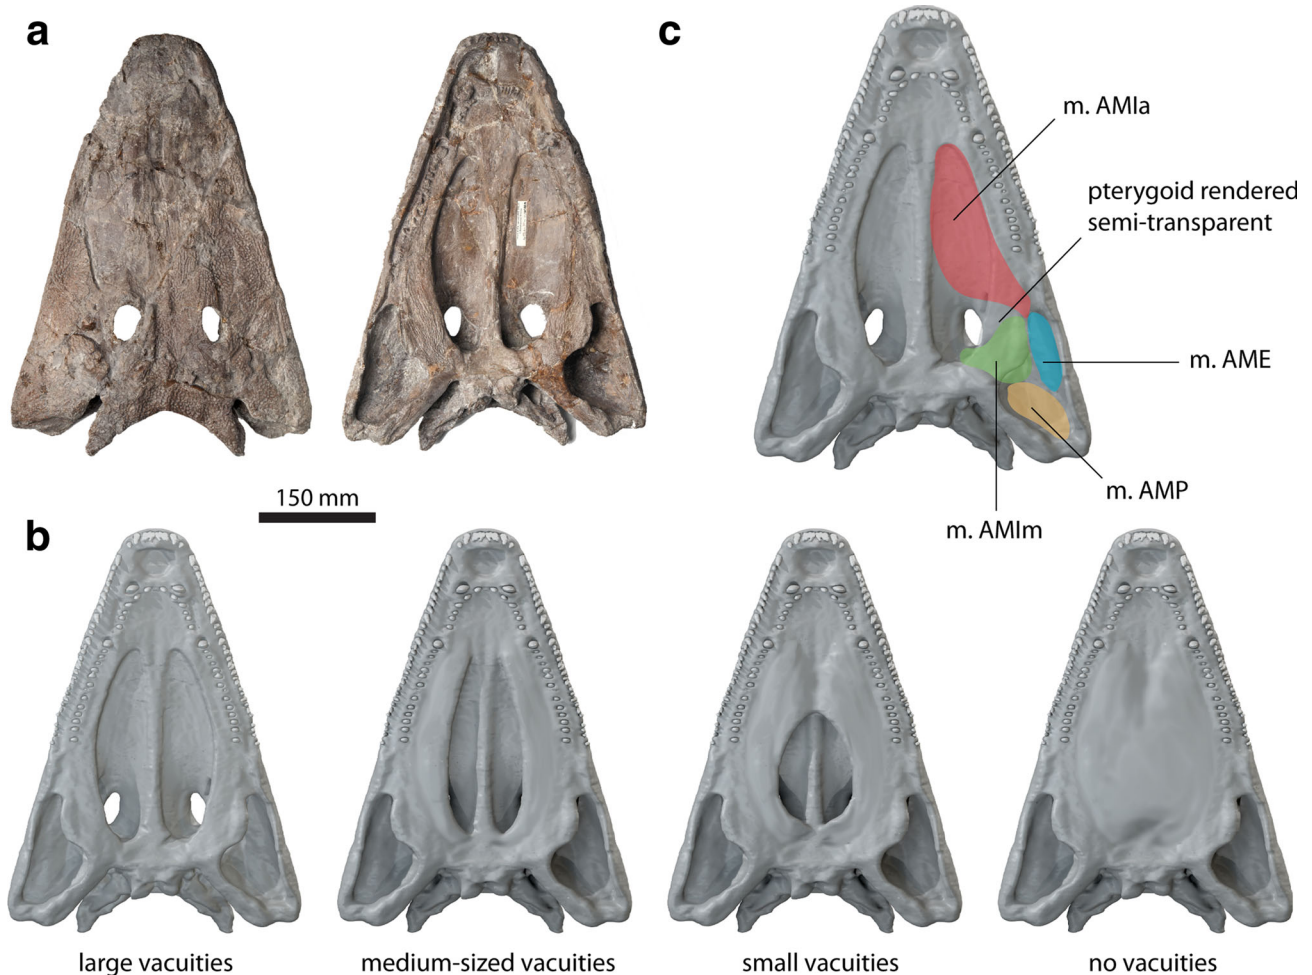 a
c
m. AMIa
pterygoid rendered
semi-transparent
m. AME
150 mm
m. AMP
m. AMIm
b
large vacuities
medium-sized vacuities
small vacuities
no vacuities